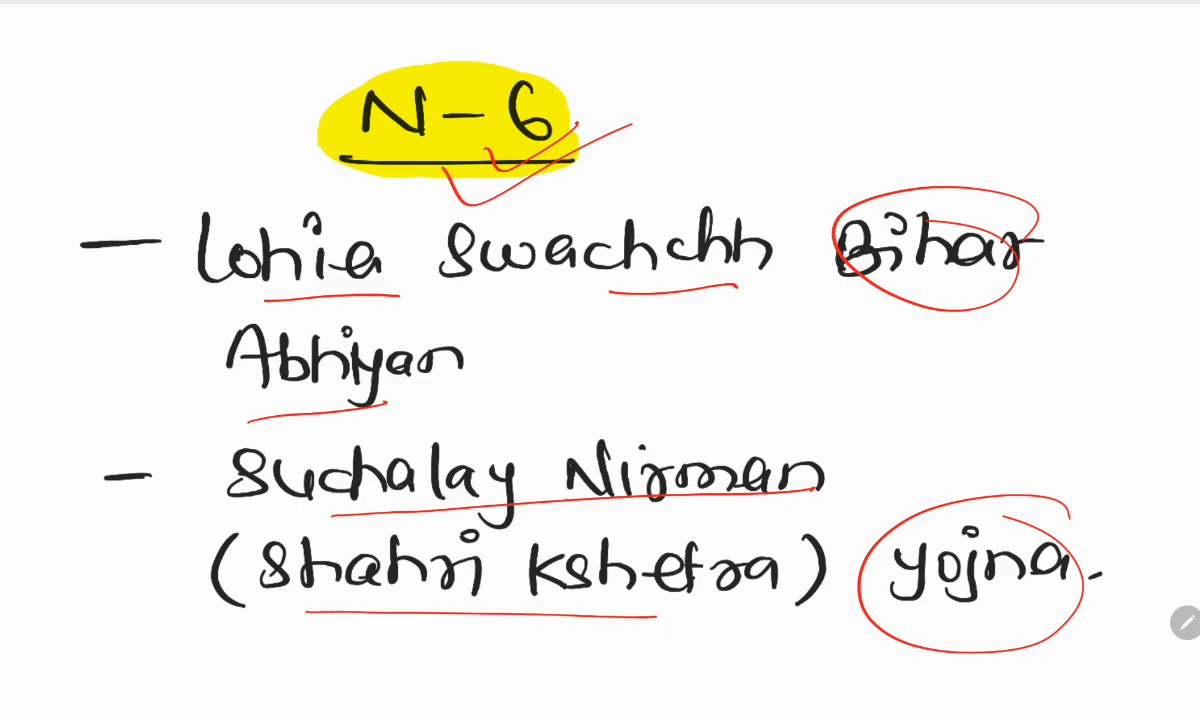 N - 6
- Lohia Swachchh Bihar
Abhiyan
- Suchalay Nirman
(Shahri Kshetra) Yojna.